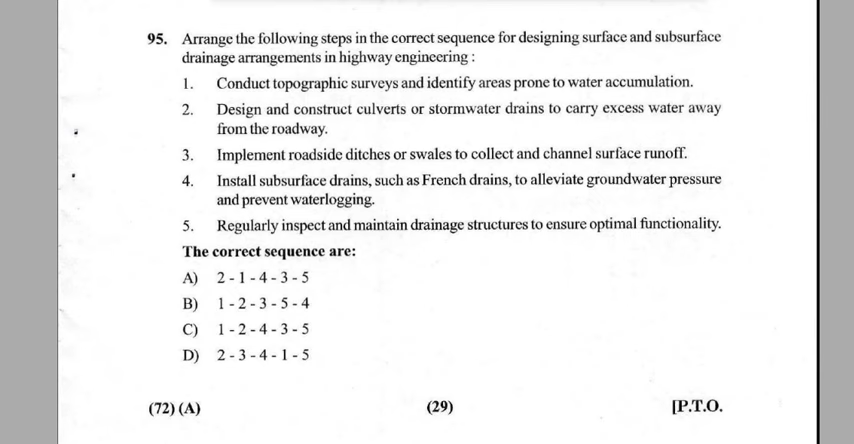 95. Arrange the following steps in the correct sequence for designing surface and subsurface
drainage arrangements in highway engineering :
1. Conduct topographic surveys and identify areas prone to water accumulation.
2. Design and construct culverts or stormwater drains to carry excess water away
from the roadway.
3. Implement roadside ditches or swales to collect and channel surface runoff.
4. Install subsurface drains, such as French drains, to alleviate groundwater pressure
and prevent waterlogging.
5. Regularly inspect and maintain drainage structures to ensure optimal functionality.
The correct sequence are:
A) 2 - 1 - 4 - 3 - 5
B) 1 - 2 - 3 - 5 - 4
C) 1 - 2 - 4 - 3 - 5
D) 2 - 3 - 4 - 1 - 5
(72) (A) (29) [P.T.O.